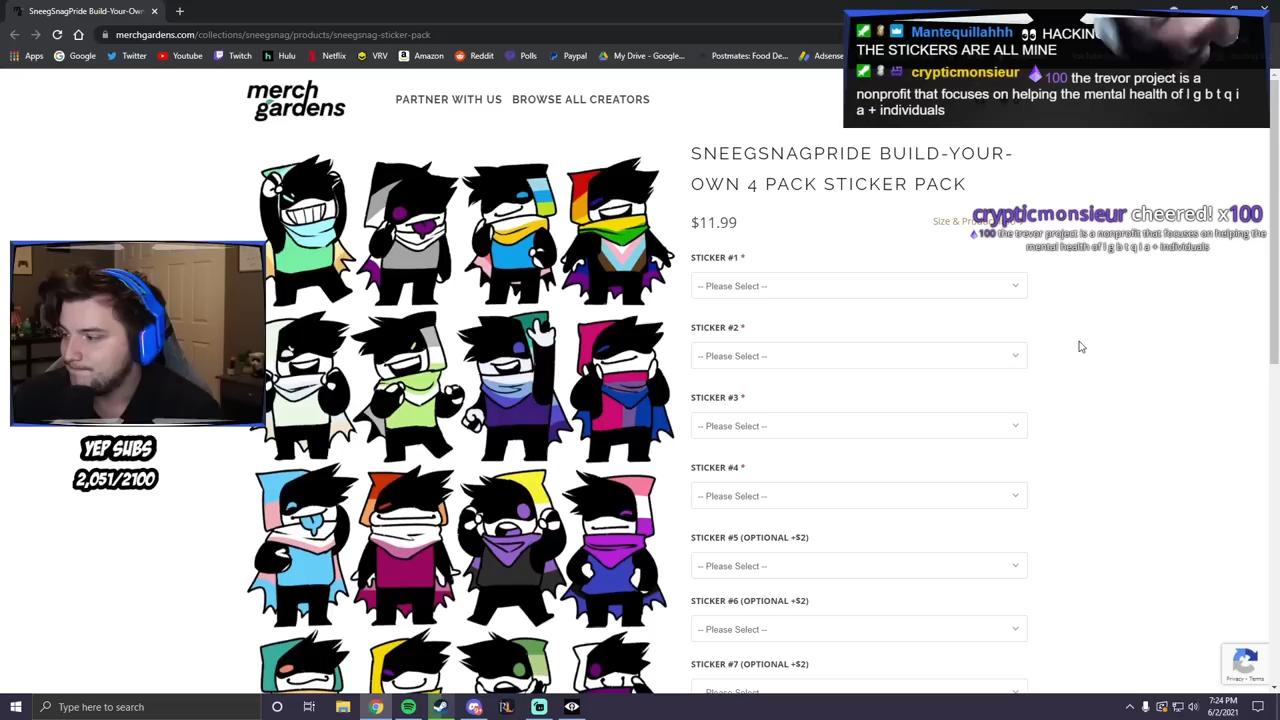 SneegSnag - Build-Your-Own
merchgardens.com/collections/sneegsnag/products/sneegsnag-sticker-pack
Apps
Google
Twitter
Youtube
Twitch
Hulu
Netflix
Amazon
Reddit
Polls
Paypal
My Drive - Google...
Postmates: Food D...
Adsense
Mantequillahhh 👀 HACKING
THE STICKERS ARE ALL MINE
crypticmonsieur 100 the trevor project is a
nonprofit that focuses on helping the mental health of l g b t q i
a + individuals
merch
gardens
PARTNER WITH US
BROWSE ALL CREATORS
SNEEGSNAGPRIDE BUILD-YOUR-
OWN 4 PACK STICKER PACK
$11.99
Size &
crypticmonsieur cheered! x100
100 the trevor project is a nonprofit that focuses on helping the
mental health of l g b t q i a + individuals
STICKER #1 *
-- Please Select --
STICKER #2 *
-- Please Select --
STICKER #3 *
-- Please Select --
STICKER #4 *
-- Please Select --
STICKER #5 (OPTIONAL +$2)
-- Please Select --
STICKER #6 (OPTIONAL +$2)
-- Please Select --
STICKER #7 (OPTIONAL +$2)
-- Please Select --
YEP SUBS
2,051/2100
Privacy - Terms
Type here to search
7:24 PM
6/2/2021